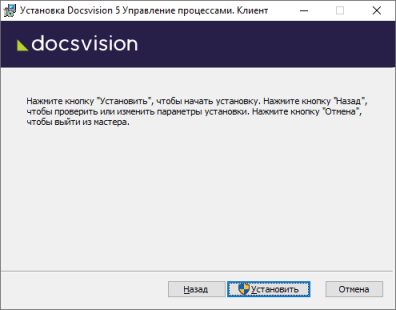 Установка Docsvision 5 Управление процессами. Клиент
docsvision
Нажмите кнопку "Установить", чтобы начать установку. Нажмите кнопку "Назад",
чтобы проверить или изменить параметры установки. Нажмите кнопку "Отмена",
чтобы выйти из мастера.
Назад Установить Отмена